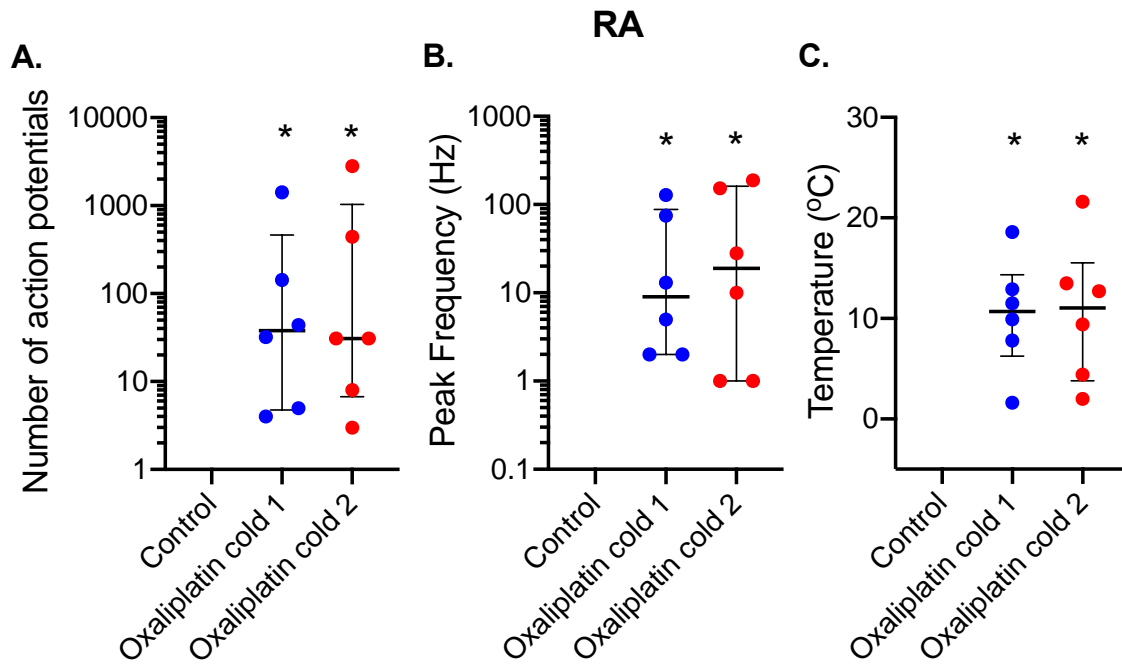 RA
A.
Number of action potentials
10000
1000
100
10
1
* *
Control
Oxaliplatin cold 1
Oxaliplatin cold 2
B.
Peak Frequency (Hz)
1000
100
10
1
0.1
* *
Control
Oxaliplatin cold 1
Oxaliplatin cold 2
C.
Temperature (ºC)
30
20
10
0
* *
Control
Oxaliplatin cold 1
Oxaliplatin cold 2